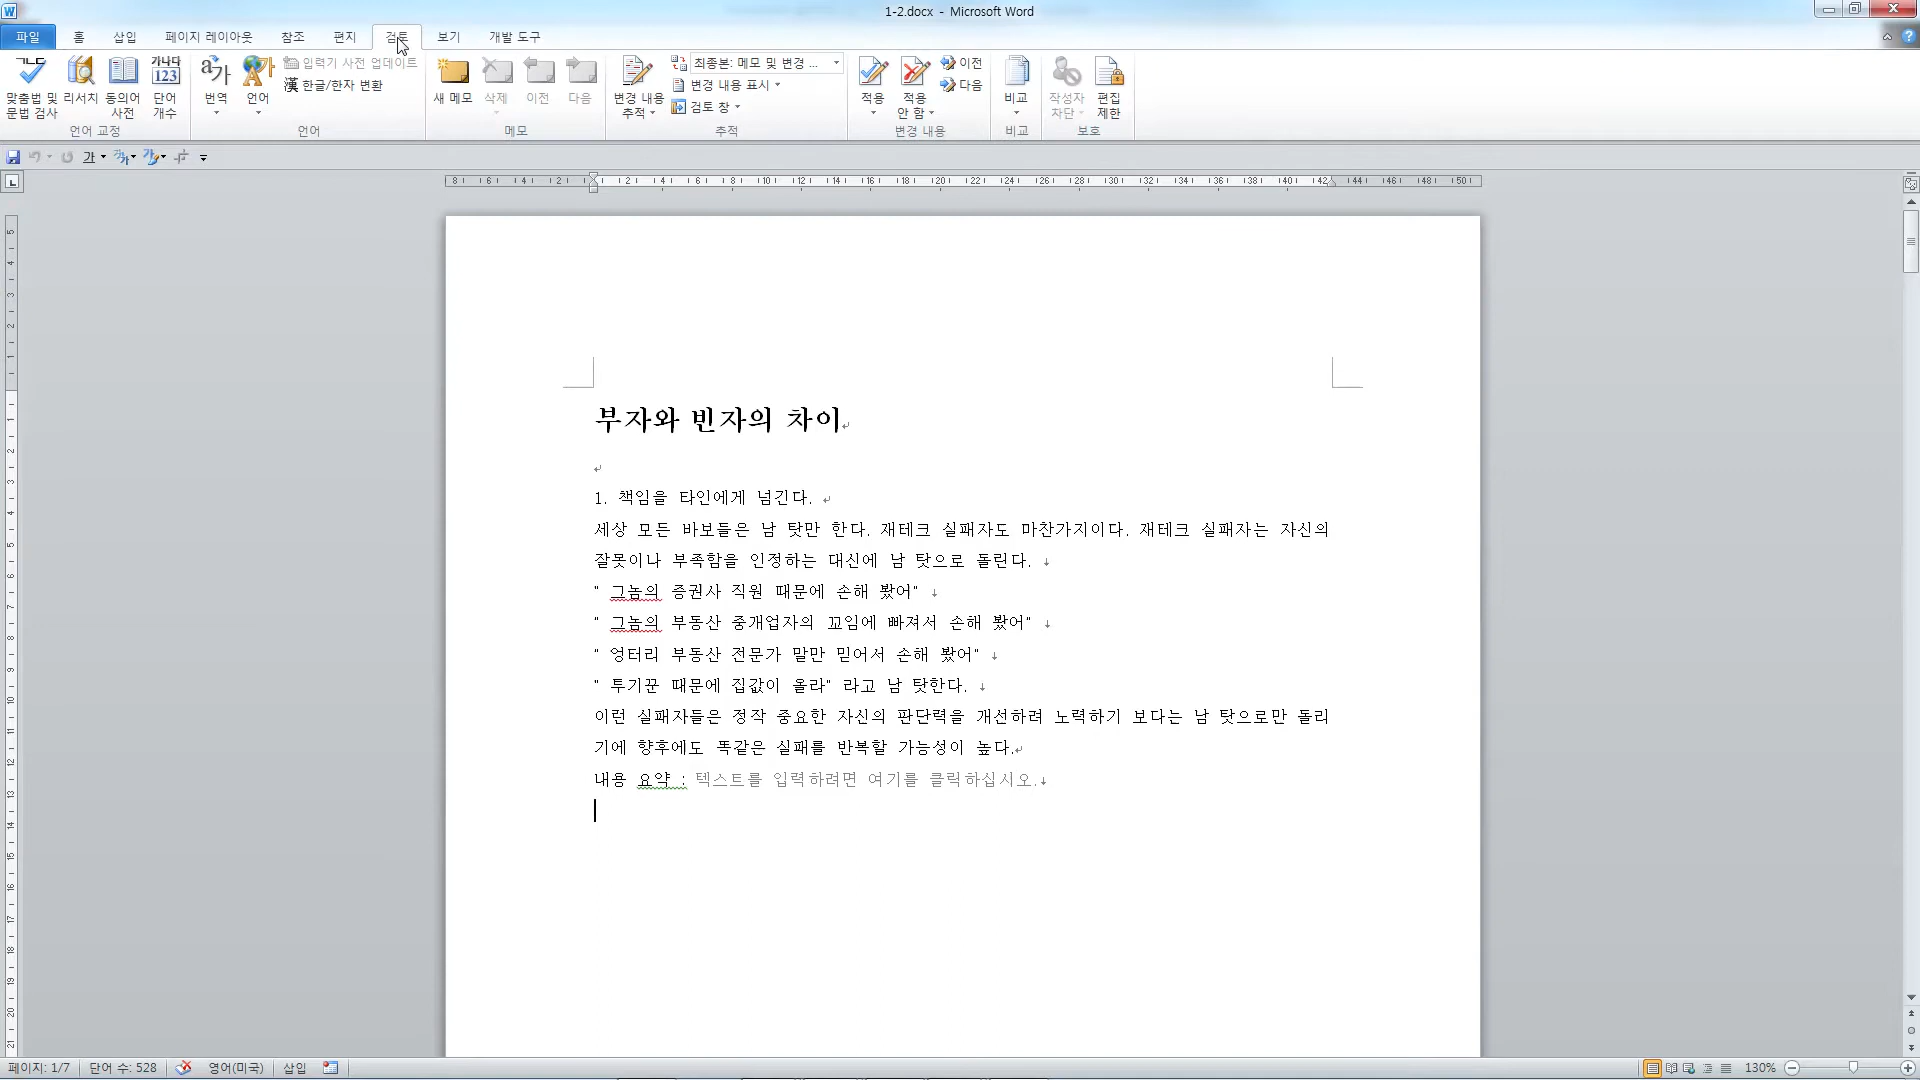 1-2.docx - Microsoft Word
파일 홈 삽입 페이지 레이아웃 참조 편지 검토 보기 개발 도구
맞춤법 및 문법 검사
리서치
동의어 사전
가나다 123
단어 개수
언어 교정
번역
언어
입력기 사전 업데이트
한글/한자 변환
언어
새 메모
삭제
이전
다음
메모
변경 내용 추적
최종본: 메모 및 변경 ...
변경 내용 표시
검토 창
추적
적용
적용 안 함
이전
다음
변경 내용
비교
비교
작성자 차단
편집 제한
보호
부자와 빈자의 차이
1. 책임을 타인에게 넘긴다.
세상 모든 바보들은 남 탓만 한다. 재테크 실패자도 마찬가지이다. 재테크 실패자는 자신의
잘못이나 부족함을 인정하는 대신에 남 탓으로 돌린다.
" 그놈의 증권사 직원 때문에 손해 봤어"
" 그놈의 부동산 중개업자의 꼬임에 빠져서 손해 봤어"
" 엉터리 부동산 전문가 말만 믿어서 손해 봤어"
" 투기꾼 때문에 집값이 올라" 라고 남 탓한다.
이런 실패자들은 정작 중요한 자신의 판단력을 개선하려 노력하기 보다는 남 탓으로만 돌리
기에 향후에도 똑같은 실패를 반복할 가능성이 높다.
내용 요약 : 텍스트를 입력하려면 여기를 클릭하십시오.
페이지: 1/7 단어 수: 528 영어(미국) 삽입 130%